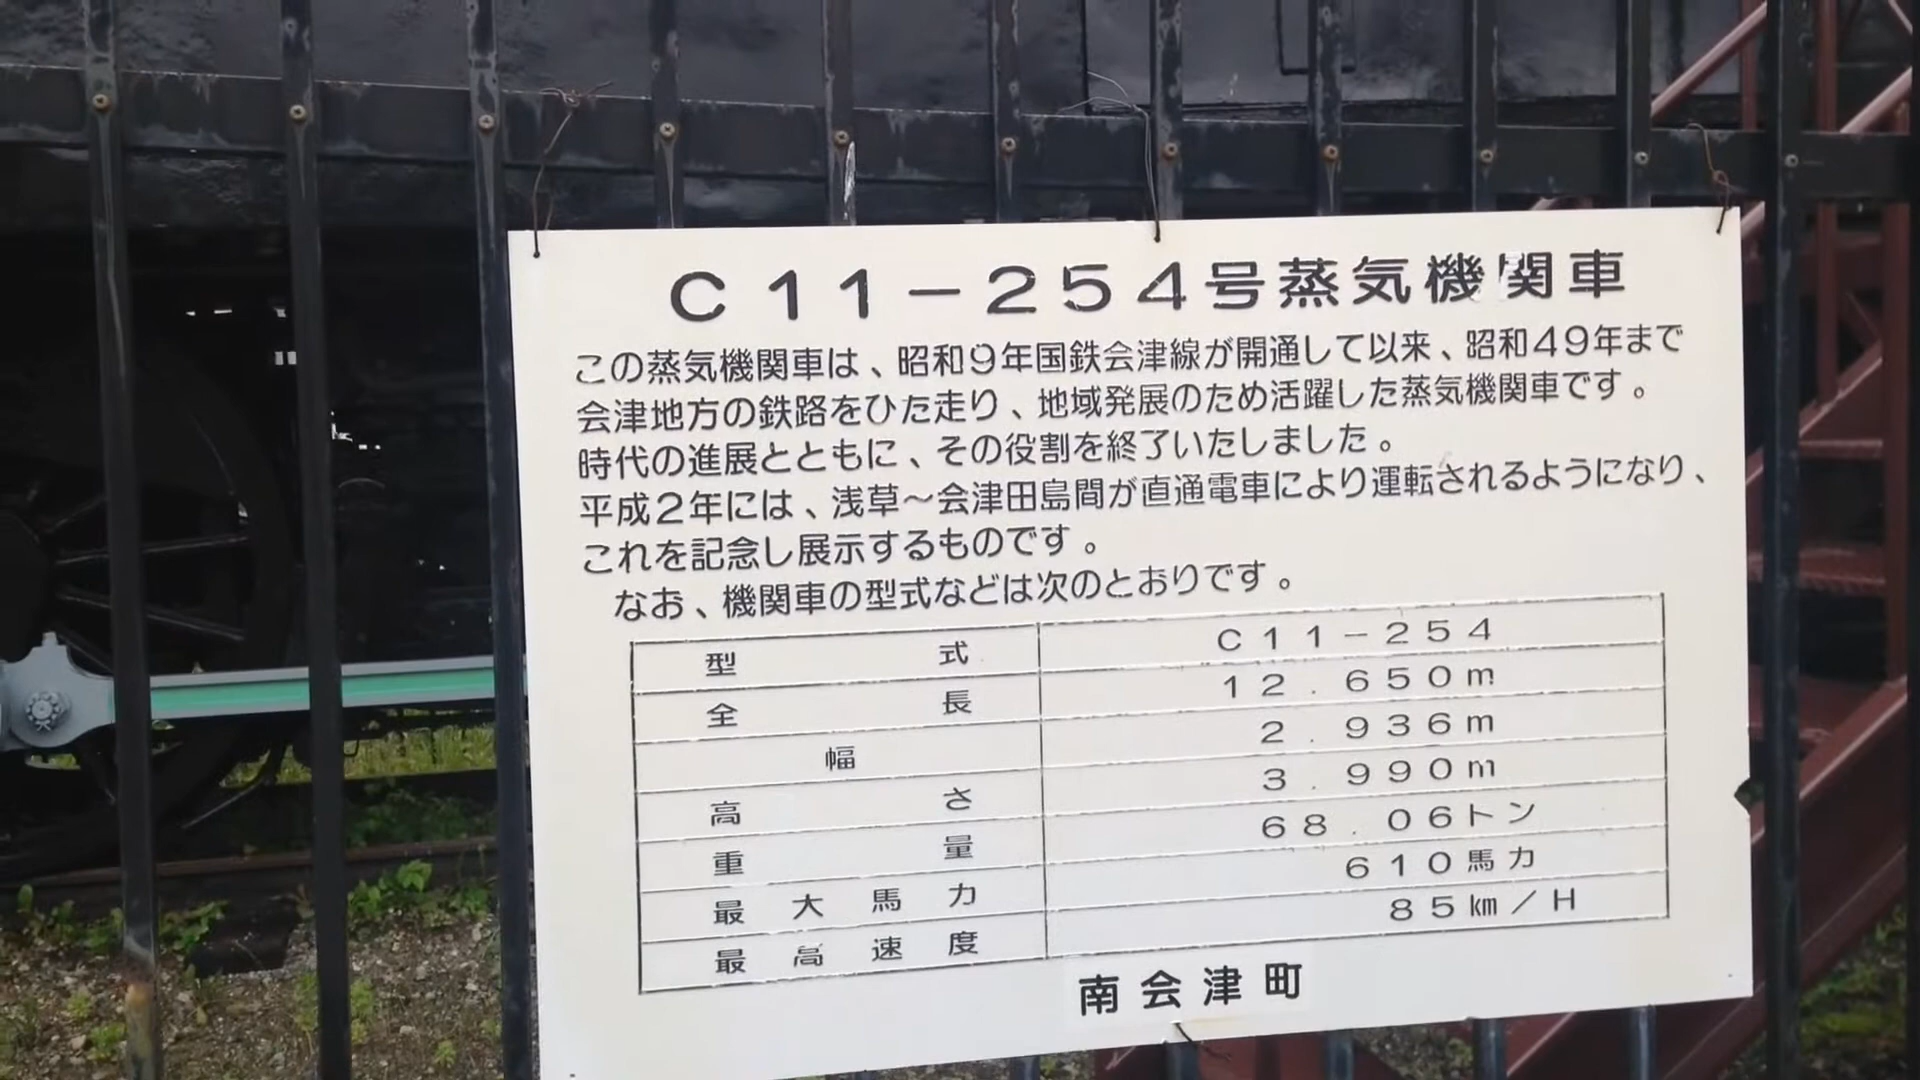 C11-254号蒸気機関車
この蒸気機関車は、昭和9年国鉄会津線が開通して以来、昭和49年まで
会津地方の鉄路をひた走り、地域発展のため活躍した蒸気機関車です。
時代の進展とともに、その役割を終了いたしました。
平成2年には、浅草～会津田島間が直通電車により運転されるようになり、
これを記念し展示するものです。
なお、機関車の型式などは次のとおりです。
型式 C11-254
全長 12.650m
幅 2.936m
高さ 3.990m
重量 68.06トン
最大馬力 610馬力
最高速度 85km/H
南会津町